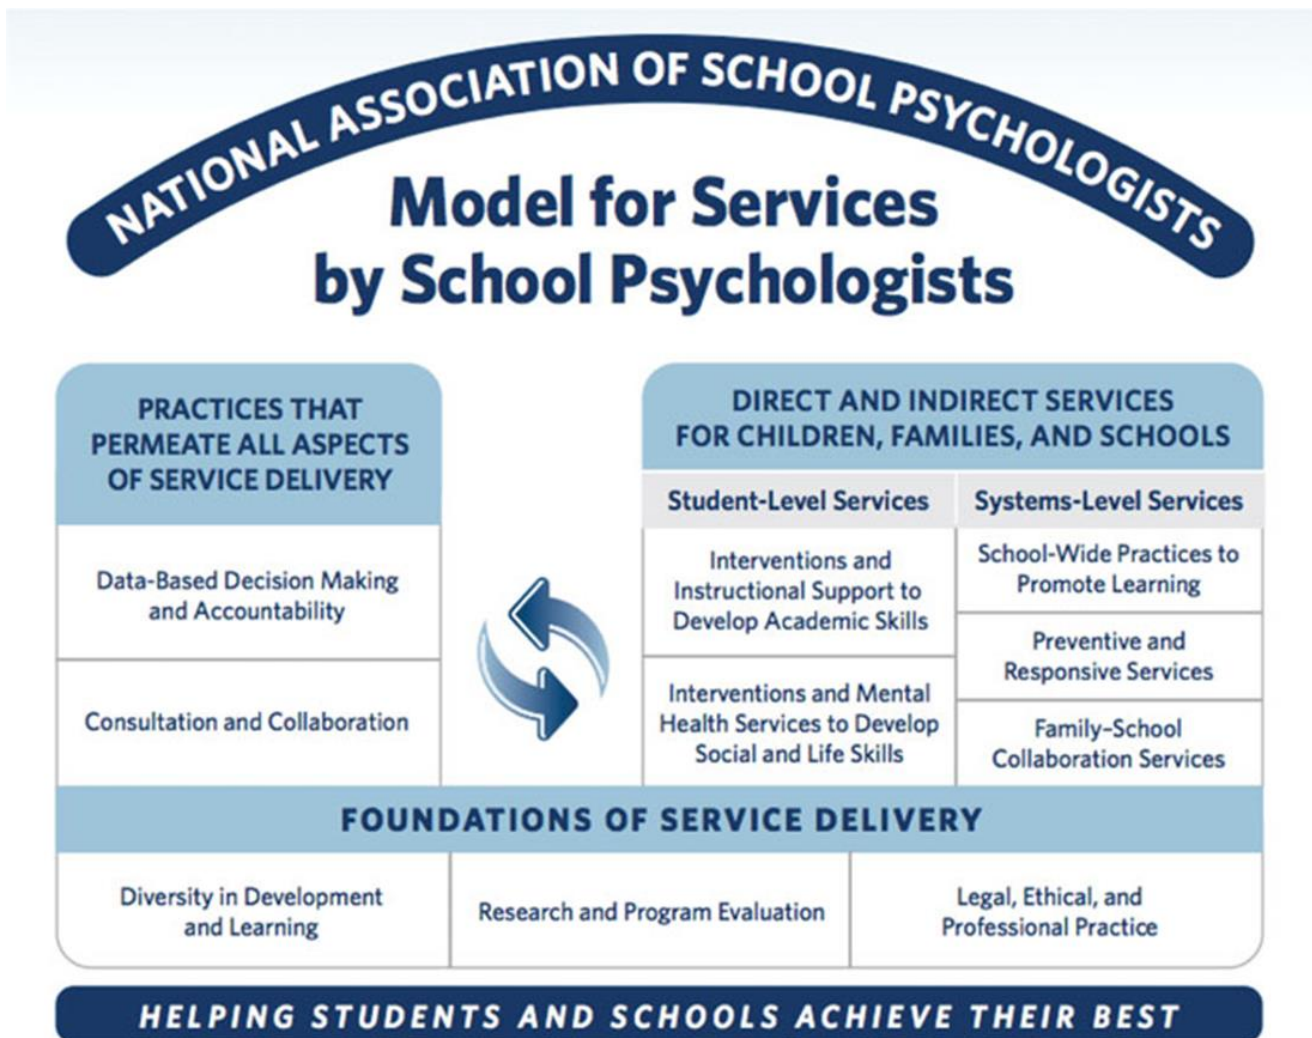 NATIONAL ASSOCIATION OF SCHOOL PSYCHOLOGISTS
Model for Services
by School Psychologists
PRACTICES THAT
PERMEATE ALL ASPECTS
OF SERVICE DELIVERY
Data-Based Decision Making
and Accountability
Consultation and Collaboration
DIRECT AND INDIRECT SERVICES
FOR CHILDREN, FAMILIES, AND SCHOOLS
Student-Level Services
Interventions and
Instructional Support to
Develop Academic Skills
Interventions and Mental
Health Services to Develop
Social and Life Skills
Systems-Level Services
School-Wide Practices to
Promote Learning
Preventive and
Responsive Services
Family–School
Collaboration Services
FOUNDATIONS OF SERVICE DELIVERY
Diversity in Development
and Learning
Research and Program Evaluation
Legal, Ethical, and
Professional Practice
HELPING STUDENTS AND SCHOOLS ACHIEVE THEIR BEST